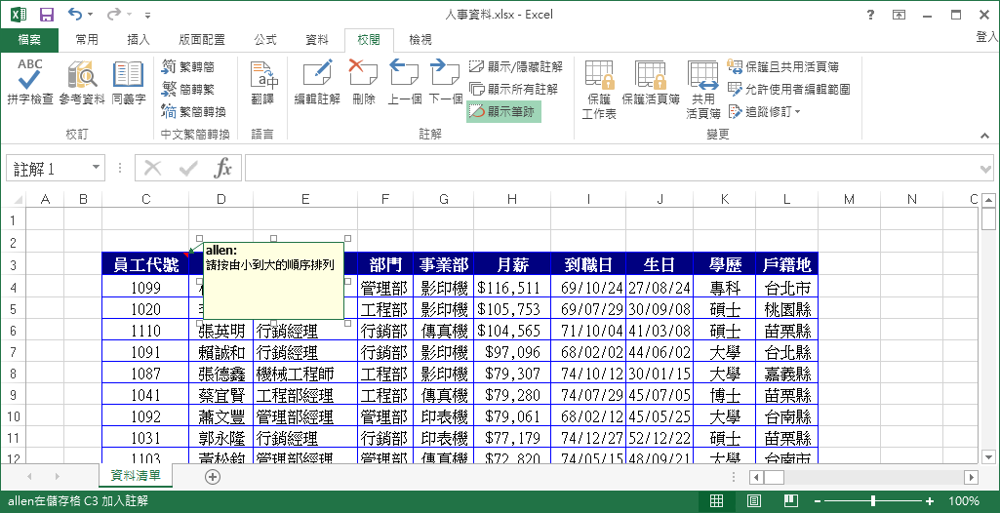 人事資料.xlsx - Excel
?
登入
檔案 常用 插入 版面配置 公式 資料 校閱 檢視
ABC
拼字檢查 參考資料 同義字
校訂
簡 繁轉簡
繁 簡轉繁
簡 繁簡轉換
中文繁簡轉換
翻譯
語言
編輯註解 刪除 上一個 下一個
顯示/隱藏註解
顯示所有註解
顯示筆跡
註解
保護工作表 保護活頁簿 共用活頁簿
保護且共用活頁簿
允許使用者編輯範圍
追蹤修訂
變更
註解 1
fx
A B C D E F G H I J K L M N
1
2
3 員工代號 部門 事業部 月薪 到職日 生日 學歷 戶籍地
allen:
請按由小到大的順序排列
4 1099 管理部 影印機 $116,511 69/10/24 27/08/24 專科 台北市
5 1020 工程部 影印機 $105,753 69/07/29 30/09/08 碩士 桃園縣
6 1110 張英明 行銷經理 行銷部 傳真機 $104,565 71/10/04 41/03/08 碩士 苗栗縣
7 1091 賴誠和 行銷經理 行銷部 影印機 $97,096 68/02/02 44/06/02 大學 台北縣
8 1087 張德鑫 機械工程師 工程部 影印機 $79,307 74/10/12 30/01/15 大學 嘉義縣
9 1041 蔡宜賢 工程部經理 工程部 傳真機 $79,280 74/07/29 45/07/05 博士 苗栗縣
10 1092 蕭文豐 管理部經理 管理部 印表機 $79,061 68/02/12 45/05/25 大學 台南縣
11 1031 郭永隆 行銷經理 行銷部 印表機 $77,179 74/12/27 52/12/22 碩士 苗栗縣
12 1103 黃松鈞 管理部經理 管理部 傳真機 $72,820 74/05/15 48/09/21 大學 台南市
資料清單
allen在儲存格 C3 加入註解
100%